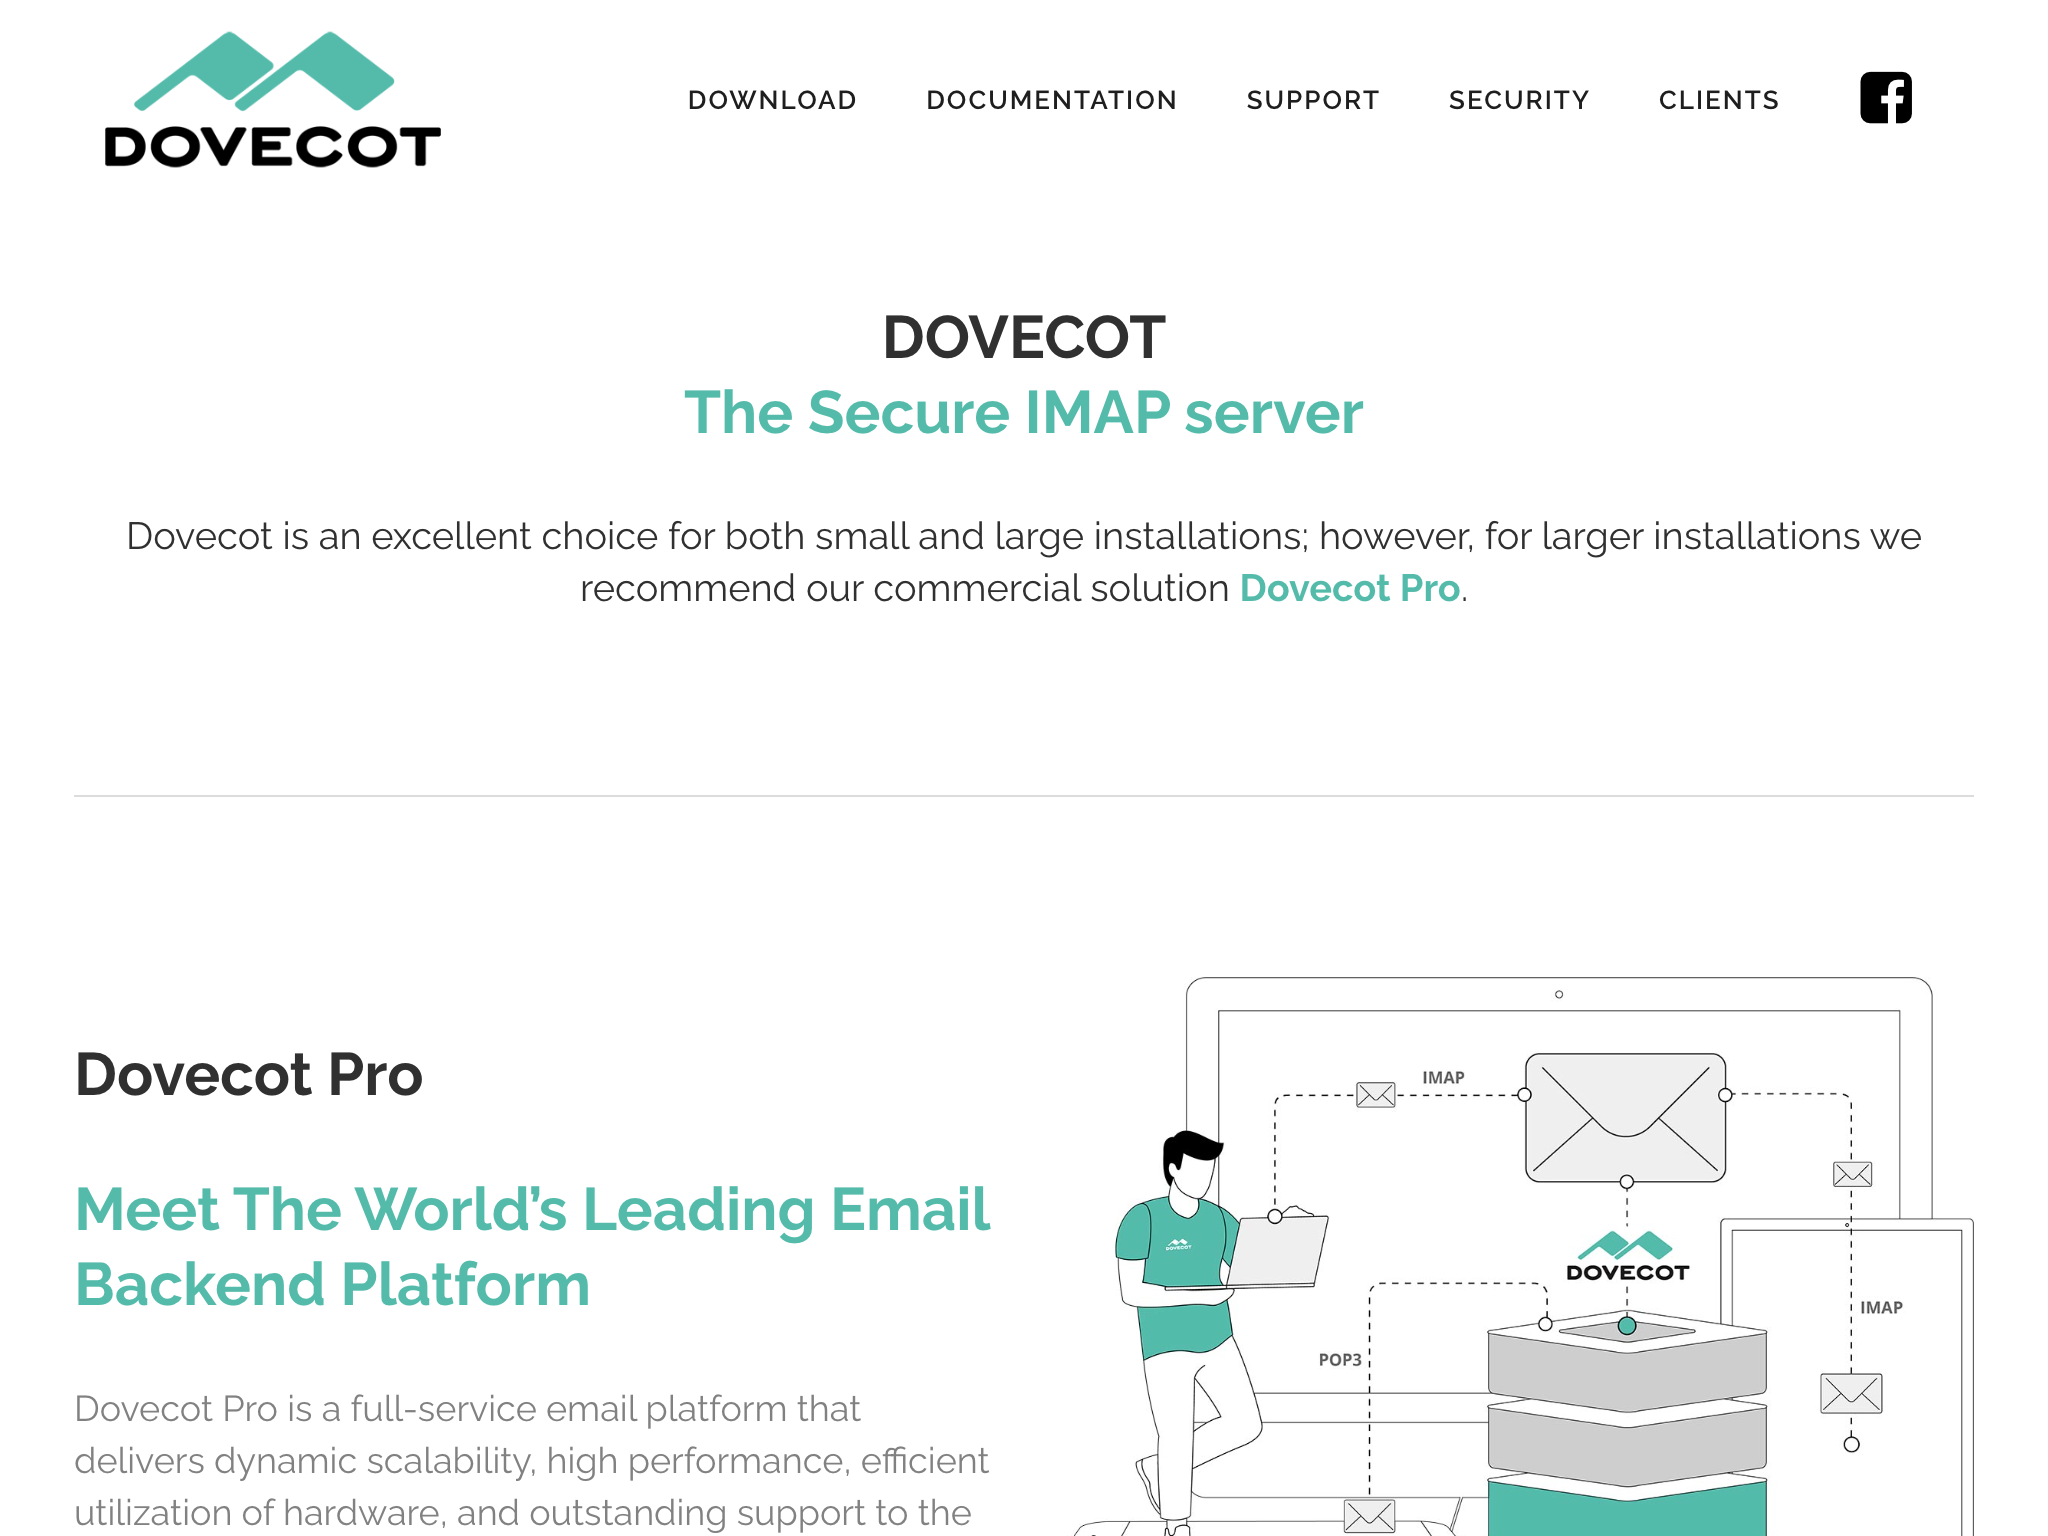 DOVECOT
DOWNLOAD DOCUMENTATION SUPPORT SECURITY CLIENTS
DOVECOT
The Secure IMAP server
Dovecot is an excellent choice for both small and large installations; however, for larger installations we
recommend our commercial solution Dovecot Pro.
Dovecot Pro
Meet The World’s Leading Email
Backend Platform
Dovecot Pro is a full-service email platform that
delivers dynamic scalability, high performance, efficient
utilization of hardware, and outstanding support to the
IMAP
DOVECOT
DOVECOT
IMAP
POP3